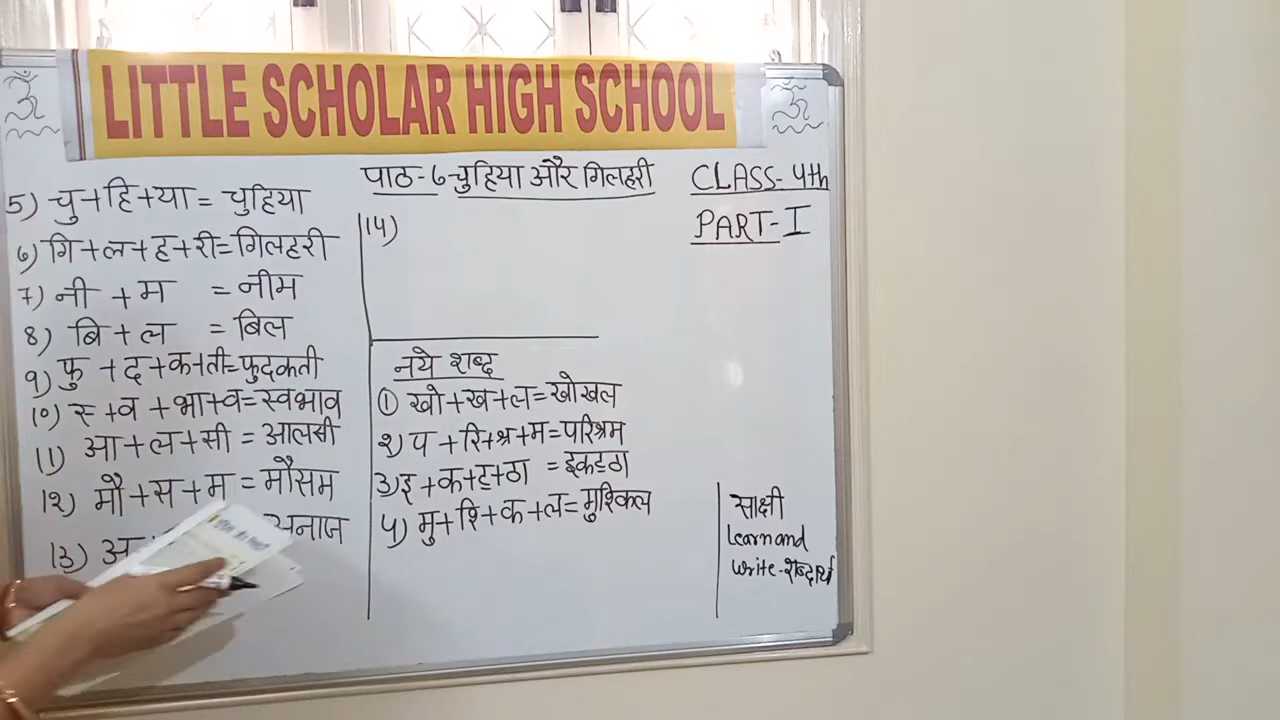 ॐ
LITTLE SCHOLAR HIGH SCHOOL
ॐ
पाठ-6 चुहिया और गिलहरी
CLASS-4th
PART-I
5) चु+हि+या= चुहिया
6) गि+ल+ह+री=गिलहरी
7) नी +म =नीम
8) बि+ल =बिल
9) फु +द+क+ती=फुदकती
10) स्+व+भा+व=स्वभाव
11) आ+ल+सी =आलसी
12) मौ+स+म =मौसम
13) अ अनाज
14)
नये शब्द
① खो+ख+ल=खोखल
2) प+रि+श्र+म=परिश्रम
3) इ+क+ट्+ठा =इकट्ठा
4) मु+श्+कि+ल=मुश्किल
साक्षी
Learn and
write-शब्दार्थ